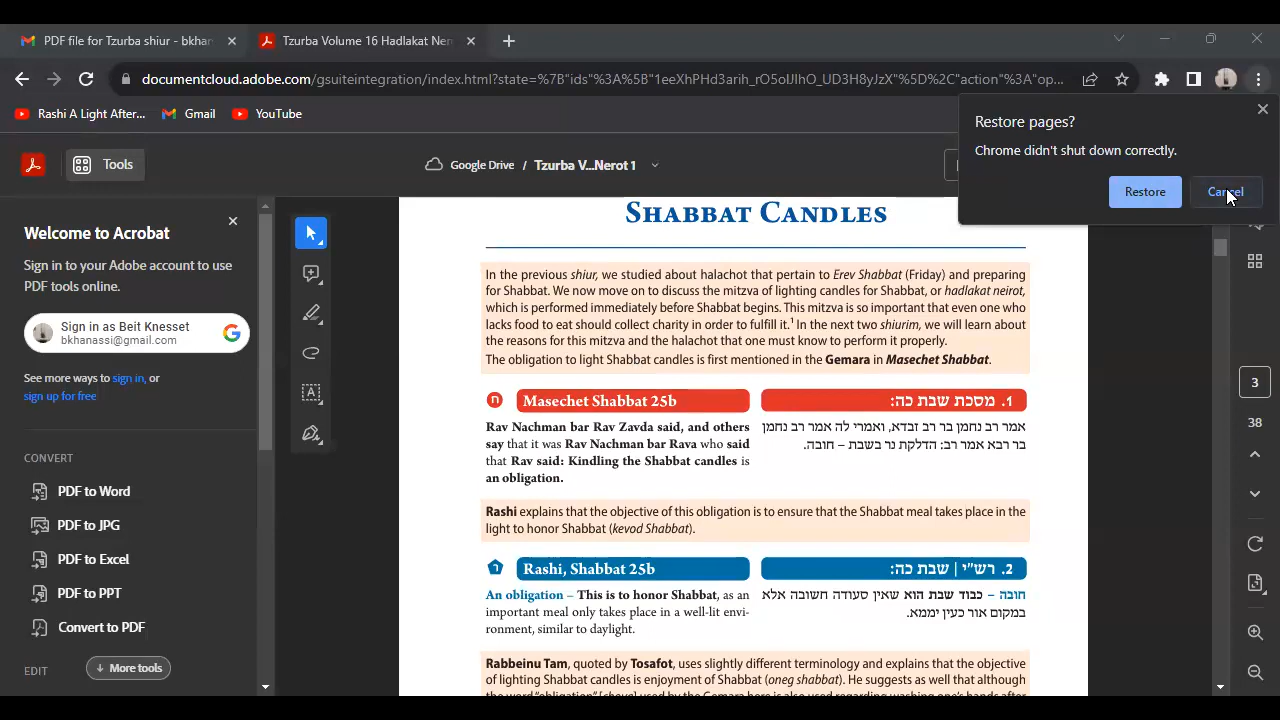 PDF file for Tzurba shiur - bkhan
Tzurba Volume 16 Hadlakat Ner
documentcloud.adobe.com/gsuiteintegration/index.html?state=%7B"ids"%3A%5B"1eeXhPHd3arih_rO5oIJIhO_UD3H8yJzX"%5D%2C"action"%3A"op...
Rashi A Light After...
Gmail
YouTube
Restore pages?
Chrome didn't shut down correctly.
Restore
Cancel
Tools
Google Drive / Tzurba V...Nerot 1
Welcome to Acrobat
Sign in to your Adobe account to use
PDF tools online.
Sign in as Beit Knesset
bkhanassi@gmail.com
See more ways to sign in, or
sign up for free
CONVERT
PDF to Word
PDF to JPG
PDF to Excel
PDF to PPT
Convert to PDF
EDIT
More tools
SHABBAT CANDLES
In the previous shiur, we studied about halachot that pertain to Erev Shabbat (Friday) and preparing
for Shabbat. We now move on to discuss the mitzva of lighting candles for Shabbat, or hadlakat neirot,
which is performed immediately before Shabbat begins. This mitzva is so important that even one who
lacks food to eat should collect charity in order to fulfill it.¹ In the next two shiurim, we will learn about
the reasons for this mitzva and the halachot that one must know to perform it properly.
The obligation to light Shabbat candles is first mentioned in the Gemara in Masechet Shabbat.
ח
Masechet Shabbat 25b
1. מסכת שבת כה:
Rav Nachman bar Rav Zavda said, and others
say that it was Rav Nachman bar Rava who said
that Rav said: Kindling the Shabbat candles is
an obligation.
אמר רב נחמן בר רב זבדא, ואמרי לה אמר רב נחמן
בר רבא אמר רב: הדלקת נר בשבת – חובה.
Rashi explains that the objective of this obligation is to ensure that the Shabbat meal takes place in the
light to honor Shabbat (kevod Shabbat).
ר
Rashi, Shabbat 25b
2. רש"י | שבת כה:
An obligation – This is to honor Shabbat, as an
important meal only takes place in a well-lit envi-
ronment, similar to daylight.
חובה – כבוד שבת הוא שאין סעודה חשובה אלא
במקום אור כעין יממא.
Rabbeinu Tam, quoted by Tosafot, uses slightly different terminology and explains that the objective
of lighting Shabbat candles is enjoyment of Shabbat (oneg shabbat). He suggests as well that although
the word "obligation" [chova] used by the Gemara here is also used regarding washing one's hands after
3
38